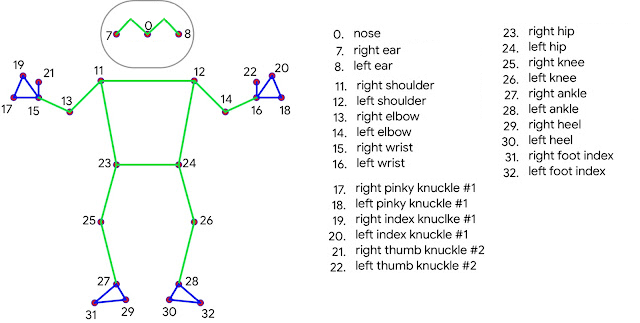 0
7
8
19
21
17
15
13
11
12
14
22
20
16
18
23
24
25
26
27
28
31
29
30
32
0. nose
7. right ear
8. left ear
11. right shoulder
12. left shoulder
13. right elbow
14. left elbow
15. right wrist
16. left wrist
17. right pinky knuckle #1
18. left pinky knuckle #1
19. right index knuclke #1
20. left index knuckle #1
21. right thumb knuckle #2
22. left thumb knuckle #2
23. right hip
24. left hip
25. right knee
26. left knee
27. right ankle
28. left ankle
29. right heel
30. left heel
31. right foot index
32. left foot index